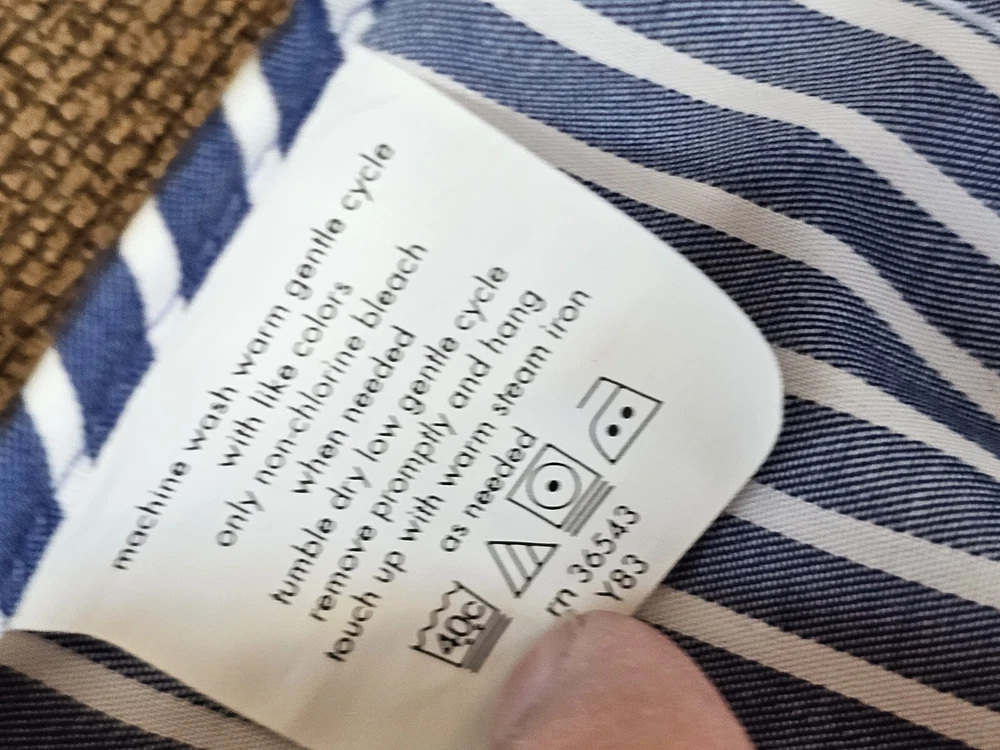 machine wash warm gentle cycle
with like colors
only non-chlorine bleach
when needed
tumble dry low gentle cycle
remove promptly and hang
touch up with warm steam iron
as needed
40c
rn 36543
Y83